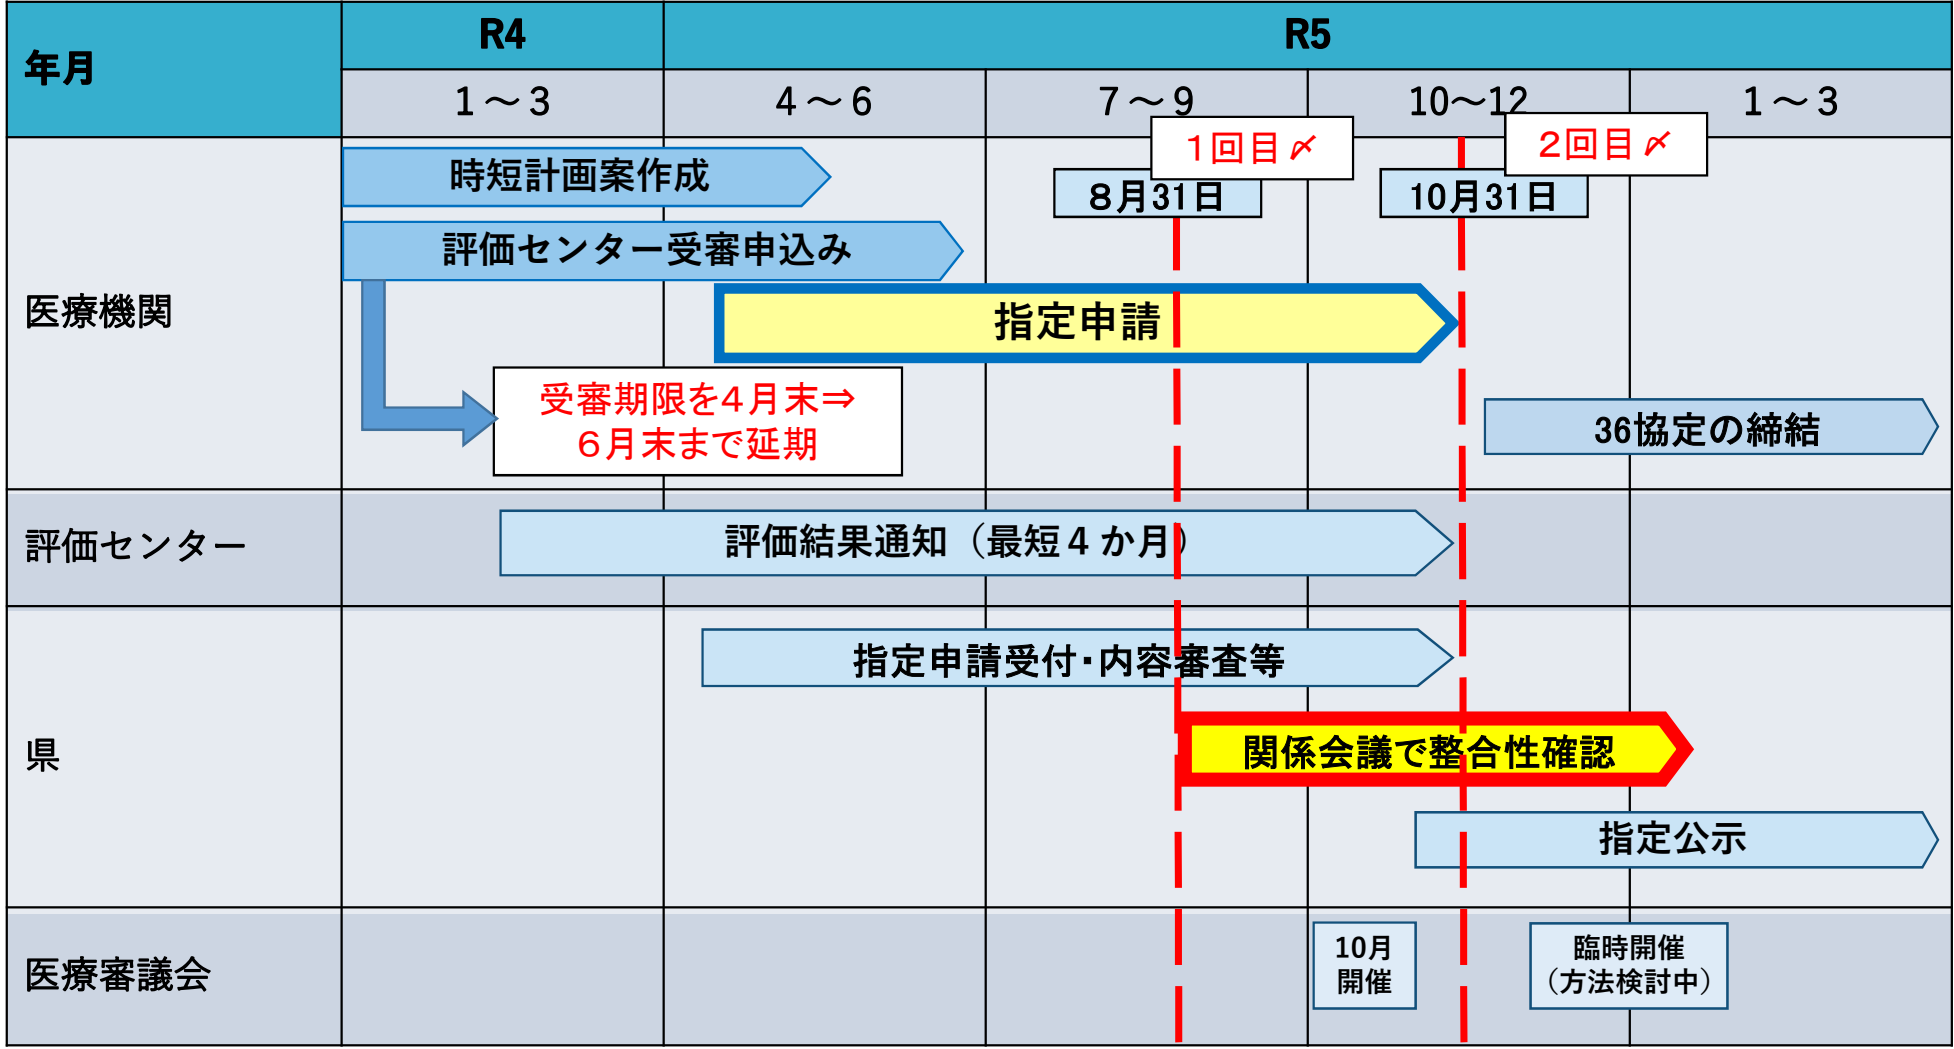 年月
R4
R5
1～3
4～6
7～9
10～12
1～3
1回目〆
2回目〆
8月31日
10月31日
医療機関
時短計画案作成
評価センター受審申込み
指定申請
受審期限を４月末⇒
６月末まで延期
36協定の締結
評価センター
評価結果通知（最短４か月）
県
指定申請受付・内容審査等
関係会議で整合性確認
指定公示
医療審議会
10月
開催
臨時開催
（方法検討中）